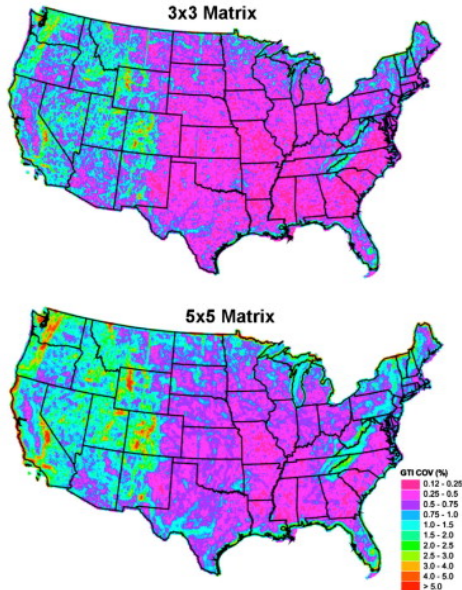 3x3 Matrix
5x5 Matrix
GTI COV (%)
0.12 - 0.25
0.25 - 0.5
0.5 - 0.75
0.75 - 1.0
1.0 - 1.5
1.5 - 2.0
2.0 - 2.5
2.5 - 3.0
3.0 - 4.0
4.0 - 5.0
> 5.0